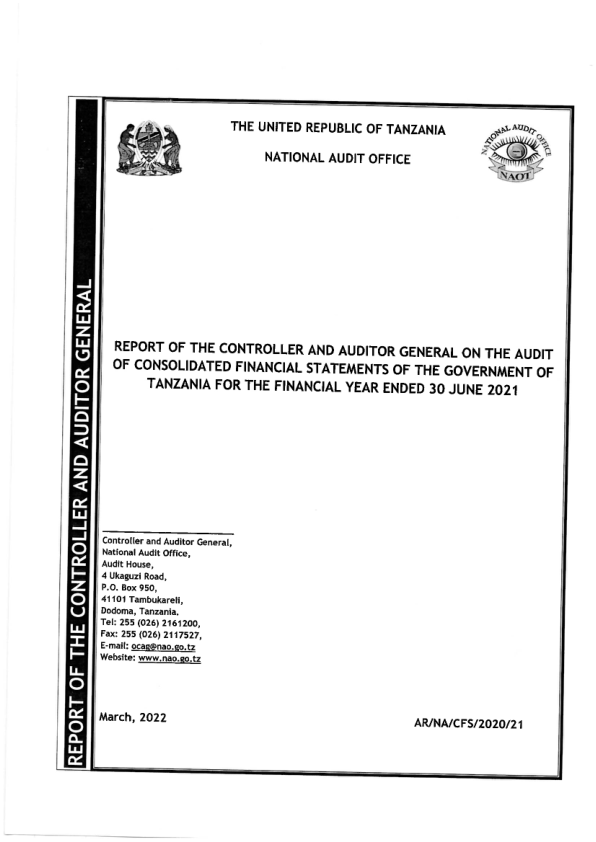 THE UNITED REPUBLIC OF TANZANIA
NATIONAL AUDIT OFFICE
NATIONAL AUDIT OFFICE
NAOT
REPORT OF THE CONTROLLER AND AUDITOR GENERAL
REPORT OF THE CONTROLLER AND AUDITOR GENERAL ON THE AUDIT
OF CONSOLIDATED FINANCIAL STATEMENTS OF THE GOVERNMENT OF
TANZANIA FOR THE FINANCIAL YEAR ENDED 30 JUNE 2021
Controller and Auditor General,
National Audit Office,
Audit House,
4 Ukaguzi Road,
P.O. Box 950,
41101 Tambukareli,
Dodoma, Tanzania.
Tel: 255 (026) 2161200,
Fax: 255 (026) 2117527,
E-mail: ocag@nao.go.tz
Website: www.nao.go.tz
March, 2022
AR/NA/CFS/2020/21